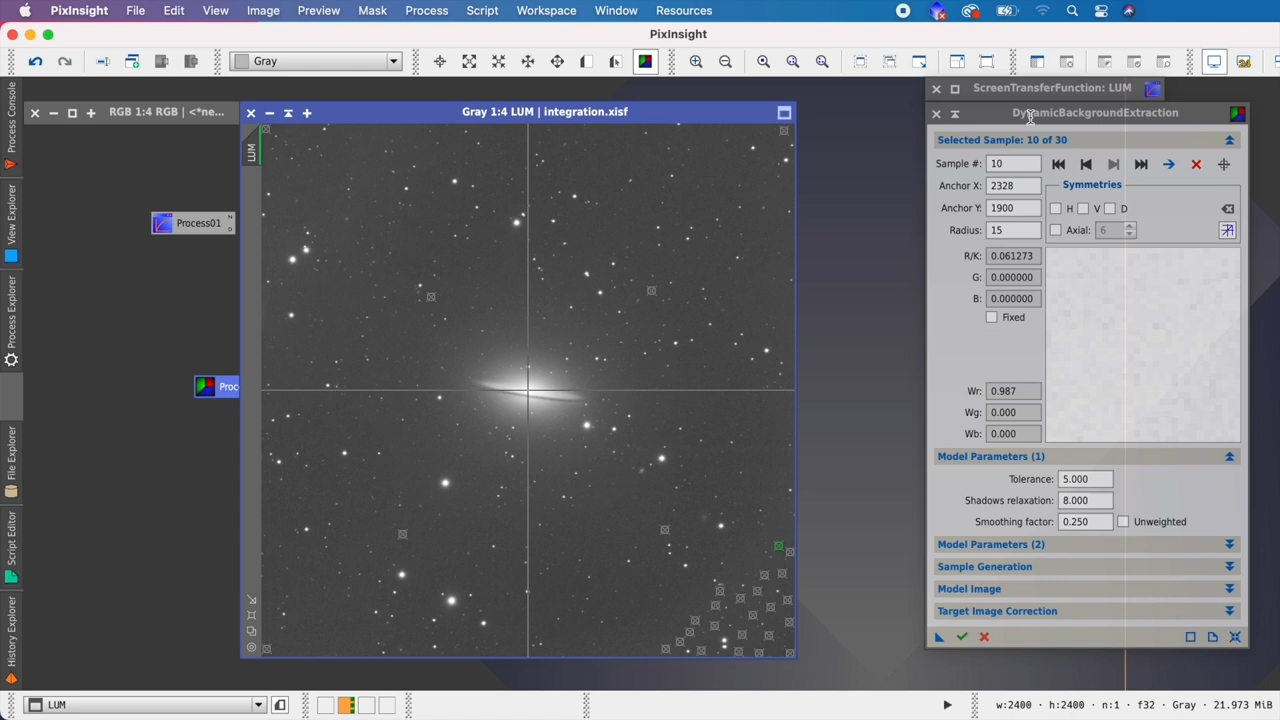 PixInsight File Edit View Image Preview Mask Process Script Workspace Window Resources
PixInsight
Gray
Process Console
View Explorer
Process Explorer
File Explorer
Script Editor
History Explorer
RGB 1:4 RGB | <*ne...
Gray 1:4 LUM | integration.xisf
LUM
Process01
N
D
Proc
ScreenTransferFunction: LUM
DynamicBackgroundExtraction
Selected Sample: 10 of 30
Sample #: 10
Anchor X: 2328
Symmetries
Anchor Y: 1900
H V D
Radius: 15
Axial: 6
R/K: 0.061273
G: 0.000000
B: 0.000000
Fixed
Wr: 0.987
Wg: 0.000
Wb: 0.000
Model Parameters (1)
Tolerance: 5.000
Shadows relaxation: 8.000
Smoothing factor: 0.250 Unweighted
Model Parameters (2)
Sample Generation
Model Image
Target Image Correction
LUM
w:2400 · h:2400 · n:1 · f32 · Gray · 21.973 MiB